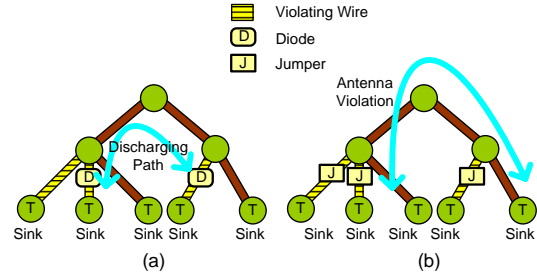 Violating Wire
D Diode
J Jumper
Antenna
Violation
Discharging
Path
D D
J J J
T T T T T
T T T T T
Sink Sink Sink Sink Sink
Sink Sink Sink Sink Sink
(a) (b)